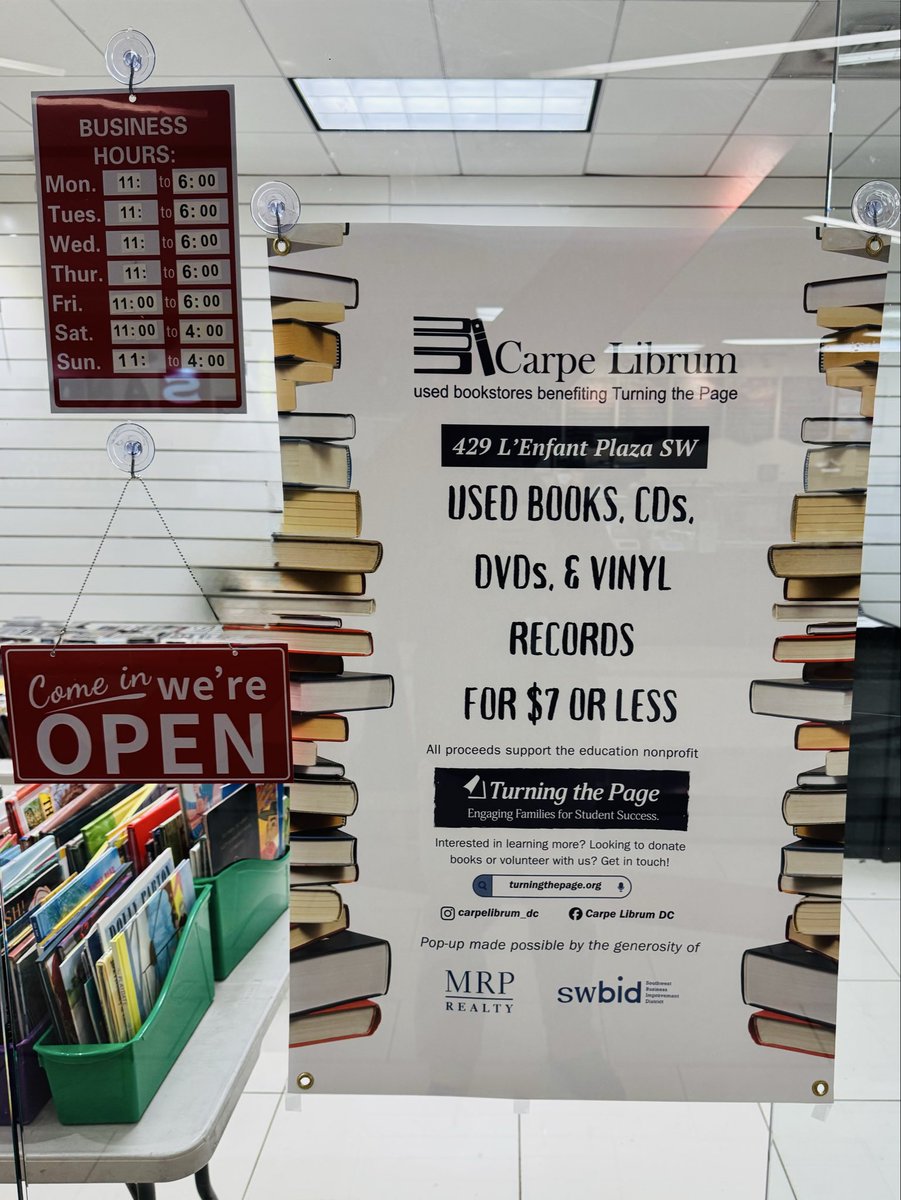 BUSINESS
HOURS:
Mon. 11: to 6:00
Tues. 11: to 6:00
Wed. 11: to 6:00
Thur. 11: to 6:00
Fri. 11:00 to 6:00
Sat. 11:00 to 4:00
Sun. 11: to 4:00
Come in we're
OPEN
Carpe Librum
used bookstores benefiting Turning the Page
429 L'Enfant Plaza SW
USED BOOKS, CDs,
DVDs, & VINYL
RECORDS
FOR $7 OR LESS
All proceeds support the education nonprofit
Turning the Page
Engaging Families for Student Success.
Interested in learning more? Looking to donate
books or volunteer with us? Get in touch!
turningthepage.org
carpelibrum_dc Carpe Librum DC
Pop-up made possible by the generosity of
MRP
REALTY
swbid
Southwest
Business
Improvement
District